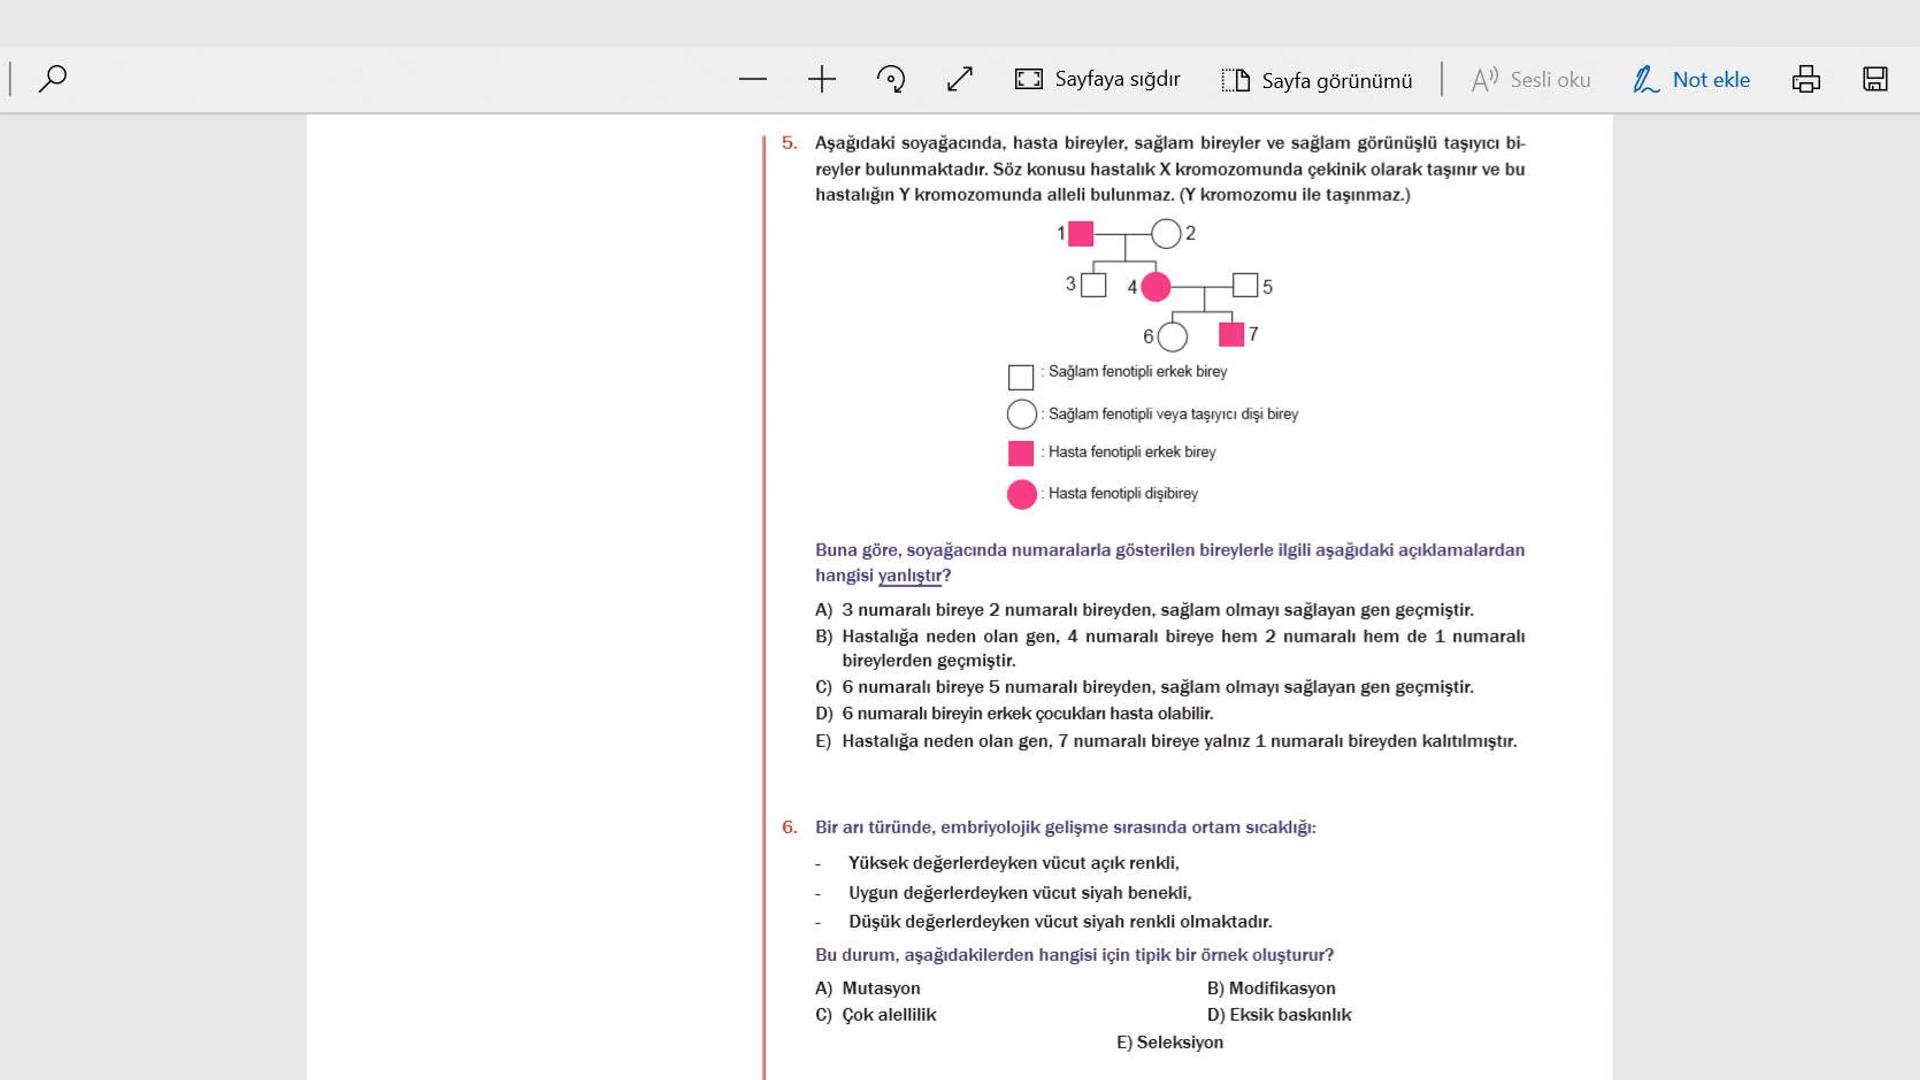 Sayfaya sığdır
Sayfa görünümü
Sesli oku
Not ekle
5. Aşağıdaki soyağacında, hasta bireyler, sağlam bireyler ve sağlam görünüşlü taşıyıcı bi-
reyler bulunmaktadır. Söz konusu hastalık X kromozomunda çekinik olarak taşınır ve bu
hastalığın Y kromozomunda alleli bulunmaz. (Y kromozomu ile taşınmaz.)
1 2
3 4 5
6 7
: Sağlam fenotipli erkek birey
: Sağlam fenotipli veya taşıyıcı dişi birey
: Hasta fenotipli erkek birey
: Hasta fenotipli dişibirey
Buna göre, soyağacında numaralarla gösterilen bireylerle ilgili aşağıdaki açıklamalardan
hangisi yanlıştır?
A) 3 numaralı bireye 2 numaralı bireyden, sağlam olmayı sağlayan gen geçmiştir.
B) Hastalığa neden olan gen, 4 numaralı bireye hem 2 numaralı hem de 1 numaralı
bireylerden geçmiştir.
C) 6 numaralı bireye 5 numaralı bireyden, sağlam olmayı sağlayan gen geçmiştir.
D) 6 numaralı bireyin erkek çocukları hasta olabilir.
E) Hastalığa neden olan gen, 7 numaralı bireye yalnız 1 numaralı bireyden kalıtılmıştır.
6. Bir arı türünde, embriyolojik gelişme sırasında ortam sıcaklığı:
- Yüksek değerlerdeyken vücut açık renkli,
- Uygun değerlerdeyken vücut siyah benekli,
- Düşük değerlerdeyken vücut siyah renkli olmaktadır.
Bu durum, aşağıdakilerden hangisi için tipik bir örnek oluşturur?
A) Mutasyon B) Modifikasyon
C) Çok alellilik D) Eksik baskınlık
E) Seleksiyon